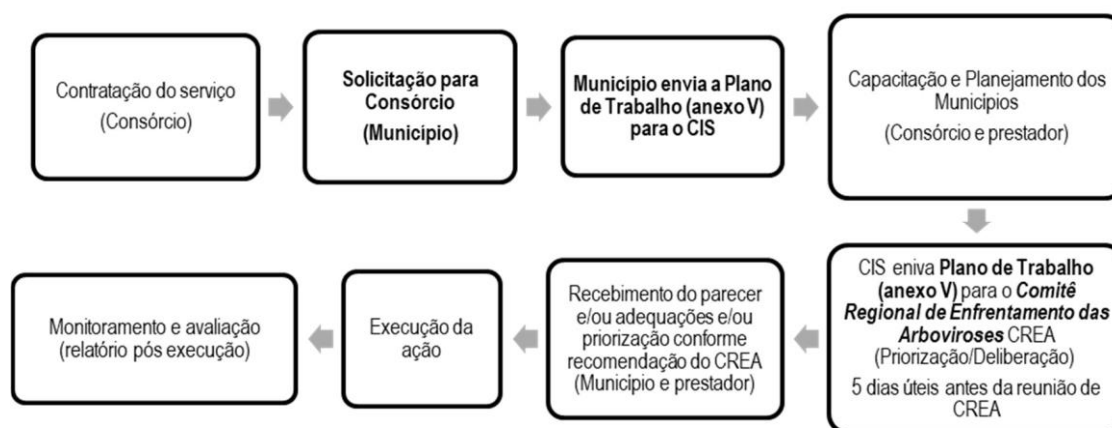 Contratação do serviço
(Consórcio)
Solicitação para
Consórcio
(Município)
Município envia a Plano
de Trabalho (anexo V)
para o CIS
Capacitação e Planejamento dos
Municípios
(Consórcio e prestador)
CIS eniva Plano de Trabalho
(anexo V) para o Comitê
Regional de Enfrentamento das
Arboviroses CREA
(Priorização/Deliberação)
5 dias úteis antes da reunião de
CREA
Recebimento do parecer
e/ou adequações e/ou
priorização conforme
recomendação do CREA
(Município e prestador)
Execução da
ação
Monitoramento e avaliação
(relatório pós execução)